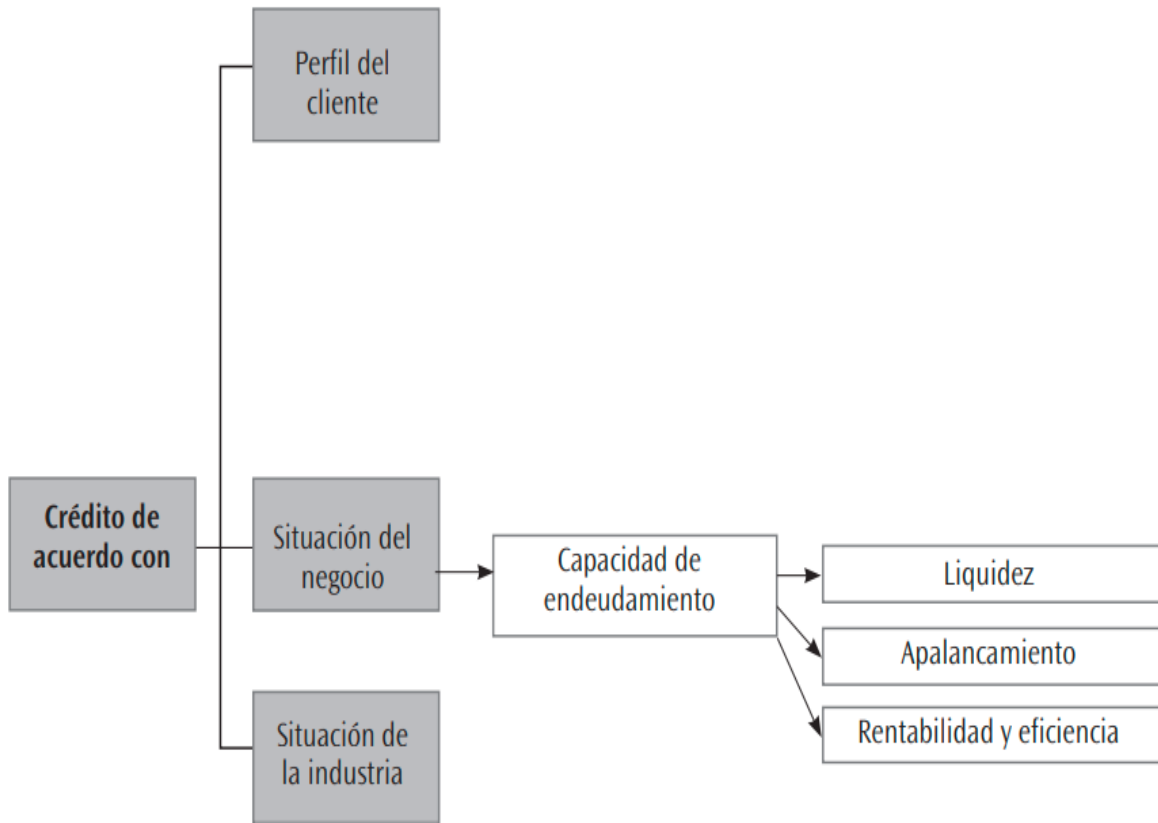 Perfil del
cliente
Crédito de
acuerdo con
Situación del
negocio
Capacidad de
endeudamiento
Liquidez
Apalancamiento
Rentabilidad y eficiencia
Situación de
la industria